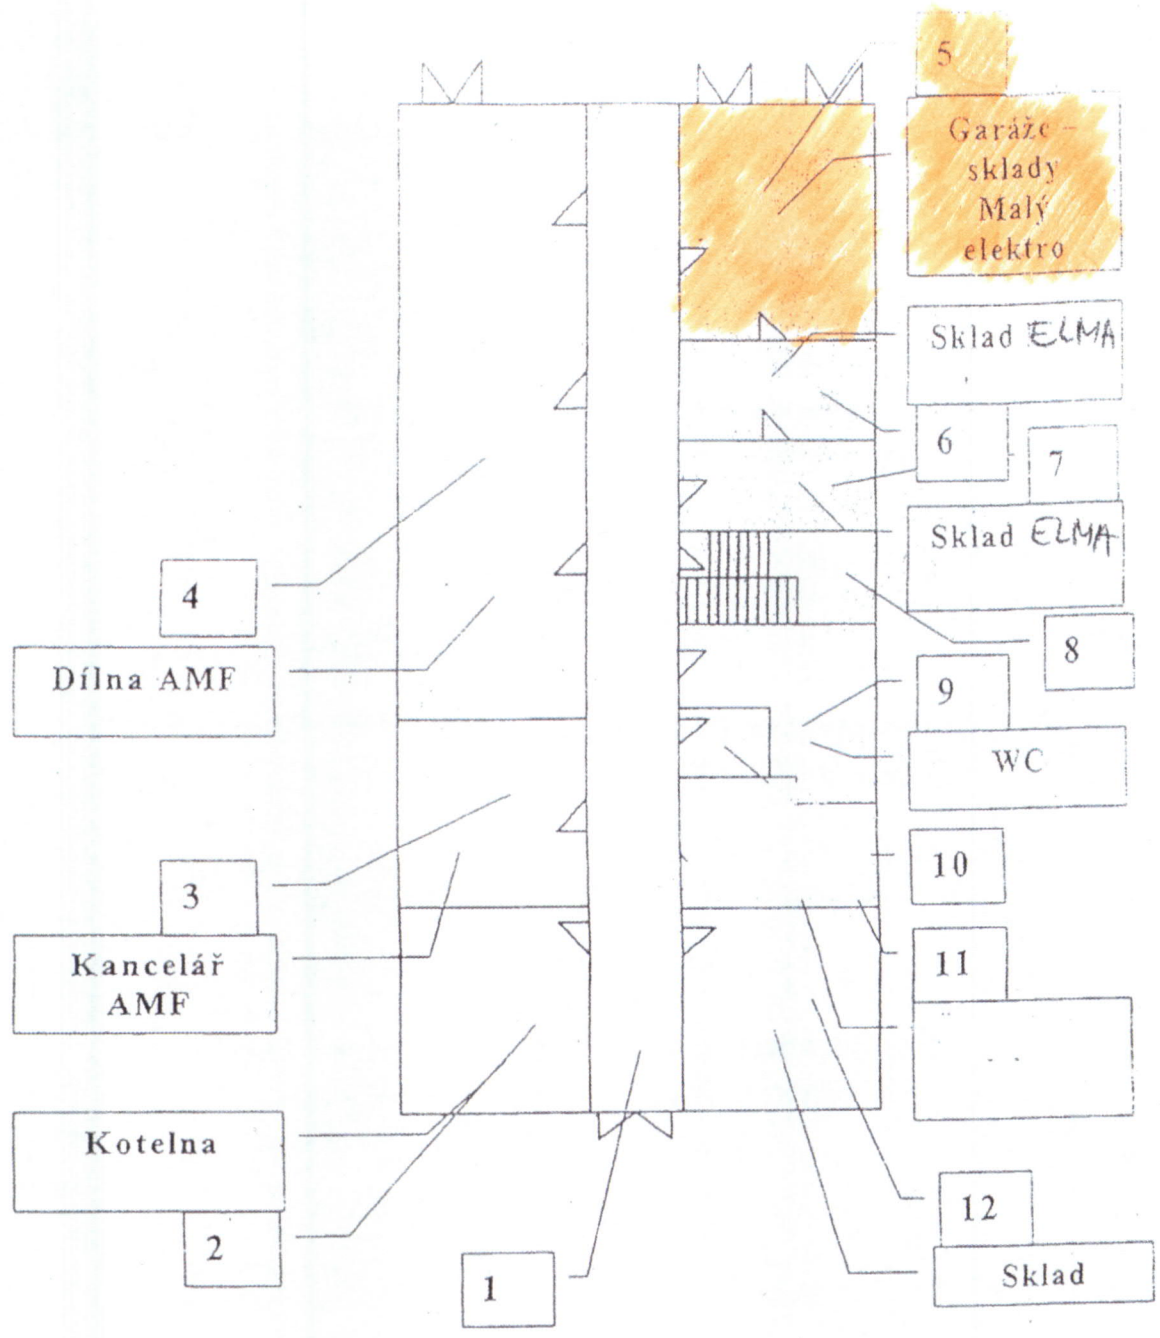 5
Garáže –
sklady
Malý
elektro
Sklad ELMA
6
7
Sklad ELMA
4
Dílna AMF
8
9
WC
3
Kancelář
AMF
10
11
Kotelna
2
12
Sklad
1